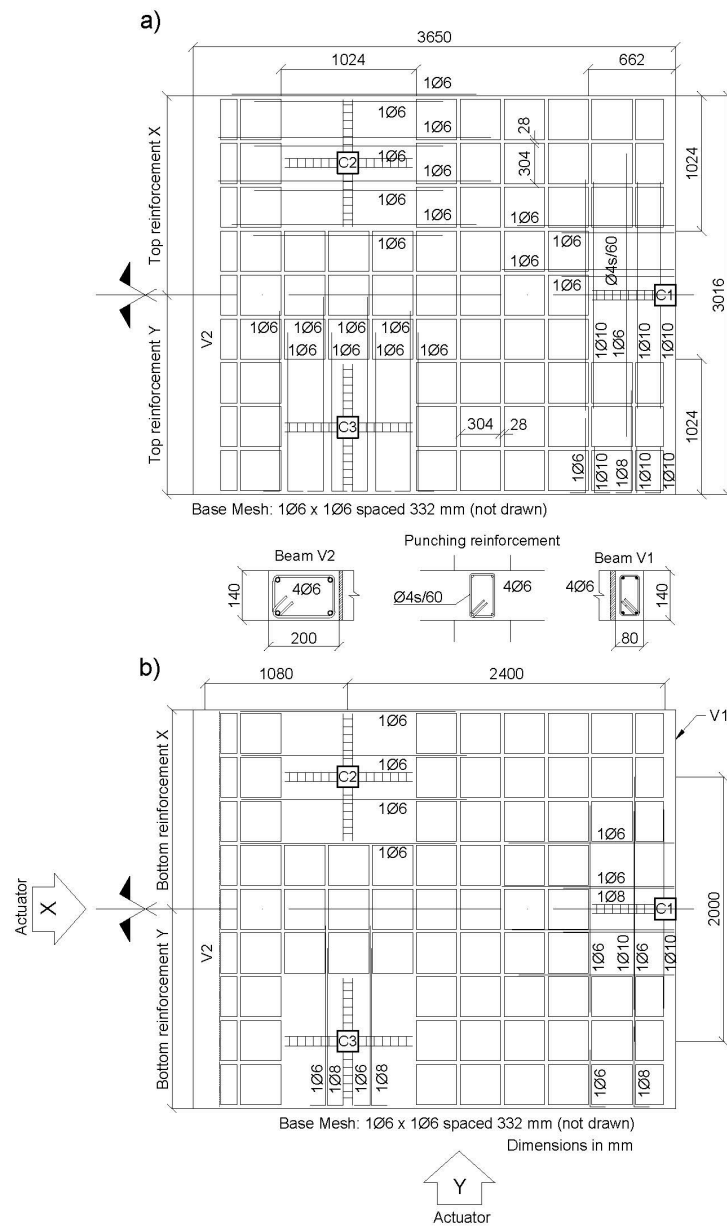 a)
3650
1024
662
1Ø6
1Ø6
1Ø6
28
C2
1Ø6
304
1024
1Ø6
1Ø6
1Ø6
1Ø6
1Ø6
1Ø6
1Ø6
Ø4s/60
C1
3016
Top reinforcement X
Top reinforcement Y
V2
1Ø6
1Ø6
1Ø6
1Ø6
1Ø6
1Ø6
1Ø6
1Ø6
1Ø10
1Ø6
1Ø10
1Ø10
C3
304
28
1024
1Ø6
1Ø10
1Ø8
1Ø10
1Ø10
Base Mesh: 1Ø6 x 1Ø6 spaced 332 mm (not drawn)
Beam V2
Punching reinforcement
Beam V1
140
4Ø6
Ø4s/60
4Ø6
4Ø6
140
200
80
b)
1080
2400
V1
1Ø6
1Ø6
C2
1Ø6
1Ø6
1Ø6
1Ø6
1Ø8
C1
2000
Bottom reinforcement X
Bottom reinforcement Y
Actuator
X
V2
1Ø6
1Ø10
1Ø6
1Ø10
C3
1Ø6
1Ø8
1Ø6
1Ø8
1Ø6
1Ø8
Base Mesh: 1Ø6 x 1Ø6 spaced 332 mm (not drawn)
Dimensions in mm
Y
Actuator